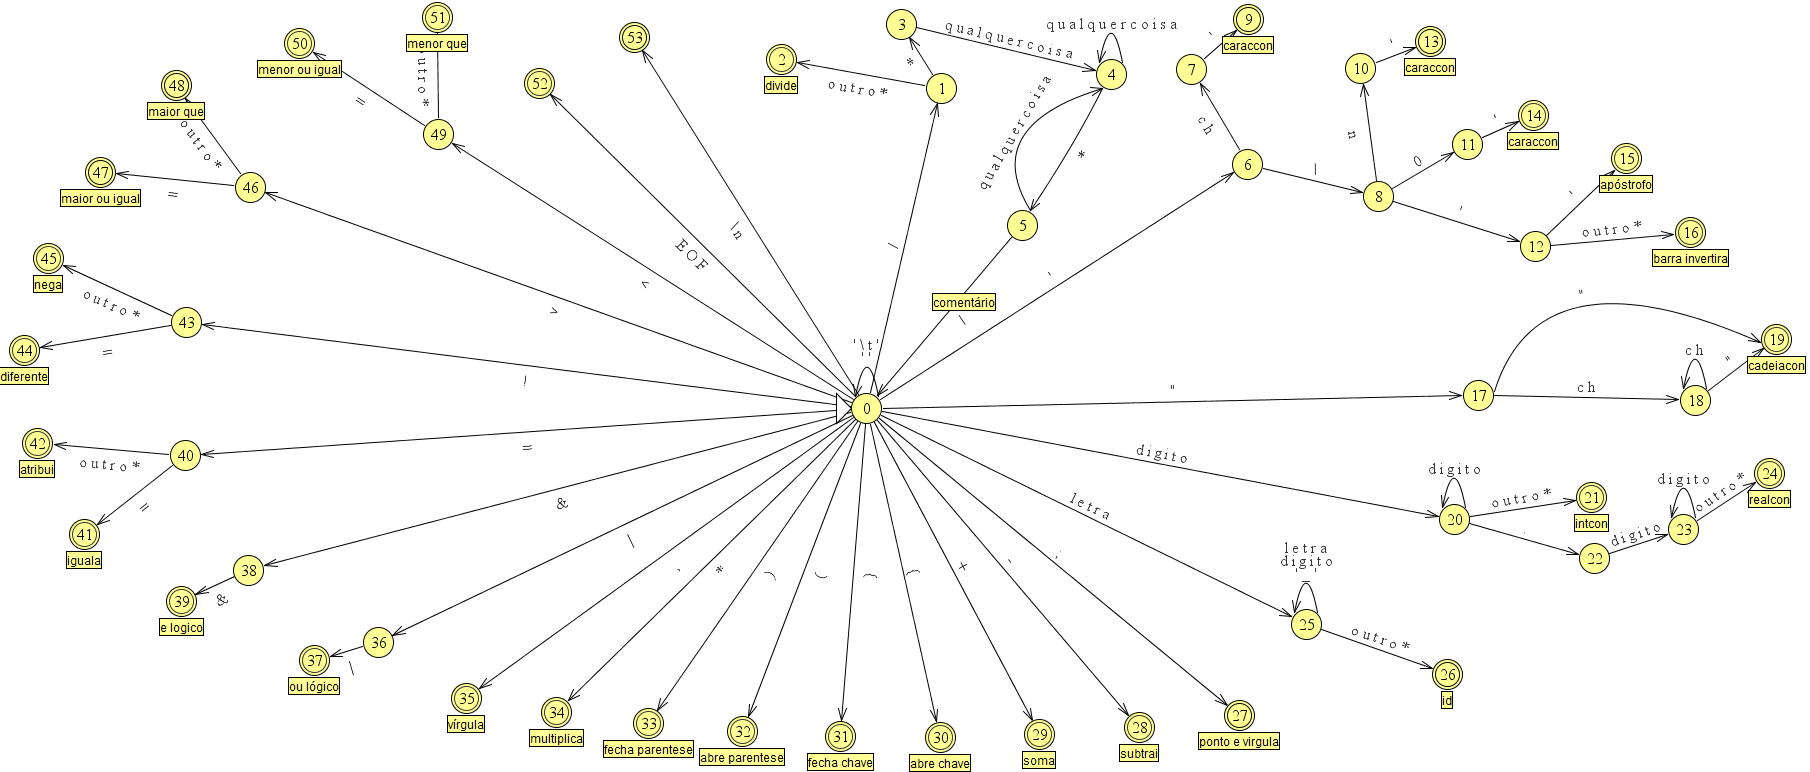 51
menor que
outro*
50
menor ou igual
=
49
53
\n
52
EOF
<
48
maior que
outro*
47
maior ou igual
=
46
>
45
nega
outro*
43
44
diferente
=
!
42
atribui
outro*
40
=
41
iguala
=
38
&
39
e logico
&
36
|
37
ou lógico
|
35
vírgula
,
34
multiplica
*
33
fecha parentese
)
32
abre parentese
(
31
fecha chave
}
30
abre chave
{
29
soma
+
28
subtrai
-
27
ponto e virgula
;
3
qualquercoisa
qualquercoisa
4
*
2
divide
outro*
1
/
qualquercoisa
*
5
comentário
/
'\t'
' '
0
9
caraccon
'
7
ch
6
'
\
8
10
n
'
13
caraccon
11
0
'
14
caraccon
'
12
'
15
apóstrofo
outro*
16
barra invertira
"
17
"
ch
ch
18
"
19
cadeiacon
digito
digito
20
outro*
21
intcon
.
22
digito
digito
23
outro*
24
realcon
letra
letra
digito
'_'
25
outro*
26
id